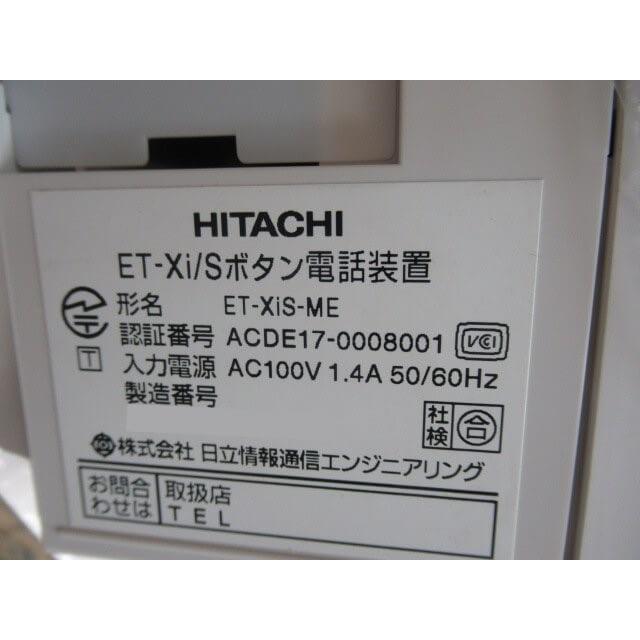 HITACHI
ET-Xi/Sボタン電話装置
形名 ET-XiS-ME
認証番号 ACDE17-0008001 VCI
T 入力電源 AC100V 1.4A 50/60Hz
製造番号
社検 合
株式会社 日立情報通信エンジニアリング
お問合わせは 取扱店
TEL